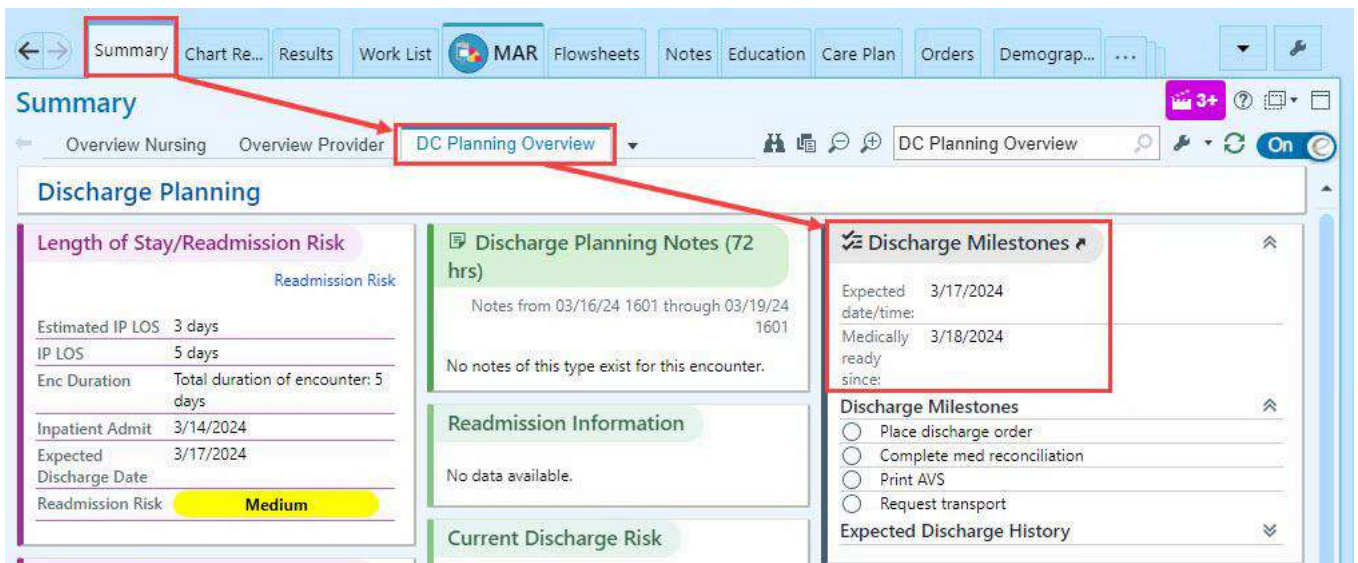 Summary Chart Re... Results Work List MAR Flowsheets Notes Education Care Plan Orders Demograp... ...
Summary
3+
Overview Nursing Overview Provider DC Planning Overview
DC Planning Overview
On
Discharge Planning
Length of Stay/Readmission Risk
Readmission Risk
Estimated IP LOS 3 days
IP LOS 5 days
Enc Duration Total duration of encounter: 5
days
Inpatient Admit 3/14/2024
Expected 3/17/2024
Discharge Date
Readmission Risk Medium
Discharge Planning Notes (72
hrs)
Notes from 03/16/24 1601 through 03/19/24
1601
No notes of this type exist for this encounter.
Readmission Information
No data available.
Current Discharge Risk
Discharge Milestones
Expected 3/17/2024
date/time:
Medically 3/18/2024
ready
since:
Discharge Milestones
Place discharge order
Complete med reconciliation
Print AVS
Request transport
Expected Discharge History